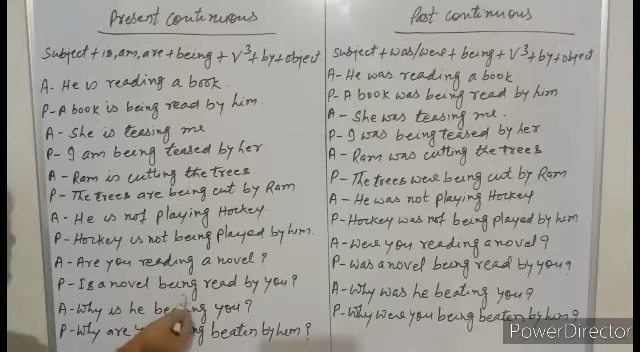 Present Continuous
Subject + is, am, are + being + V3 + by + object
A- He is reading a book.
P- A book is being read by him.
A- She is teasing me.
P- I am being teased by her.
A- Ram is cutting the trees.
P- The trees are being cut by Ram
A- He is not playing Hockey.
P- Hockey is not being played by him.
A- Are you reading a novel?
P- Is a novel being read by you?
A- Why is he beating you?
P- Why are beaten by him?
Past continuous
Subject + was/were + being + V3 + by + object
A- He was reading a book.
P- A book was being read by him
A- She was teasing me.
P- I was being teased by her
A- Ram was cutting the trees
P- The trees were being cut by Ram
A- He was not playing Hockey
P- Hockey was not being played by him
A- Were you reading a novel?
P- Was a novel being read by you?
A- Why was he beating you?
P- Why were you being beaten by him?
PowerDirector